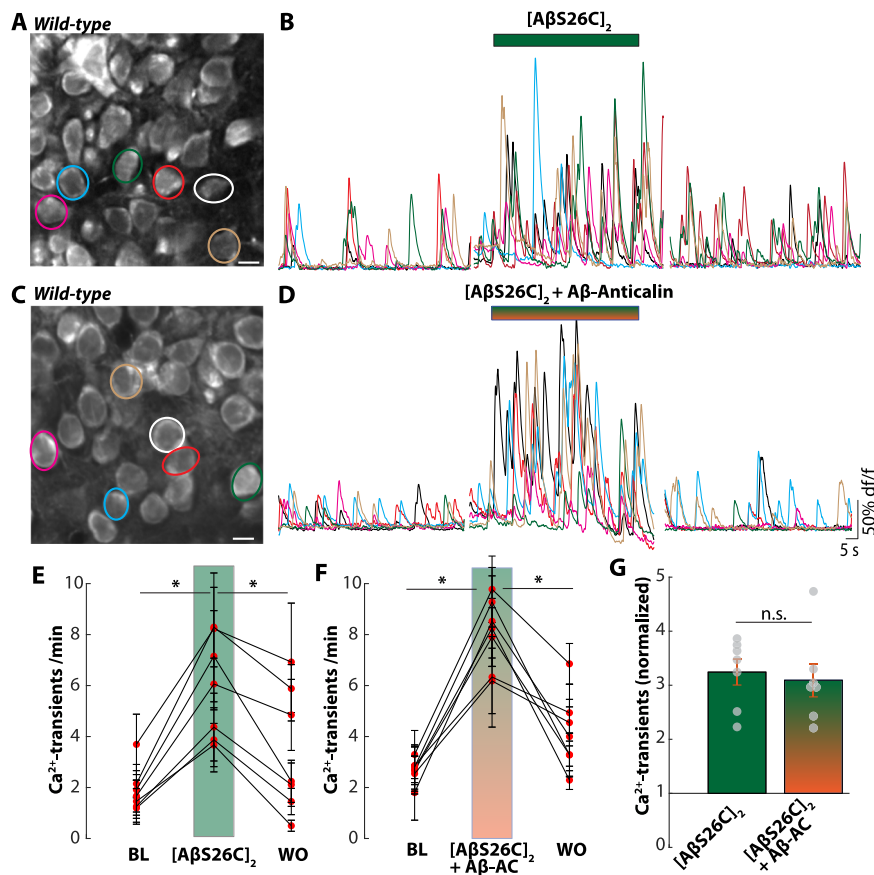 A Wild-type
B
[AβS26C]₂
C Wild-type
D
[AβS26C]₂ + Aβ-Anticalin
50% df/f
5 s
E
Ca²⁺-transients /min
10
8
6
4
2
0
* *
BL [AβS26C]₂ WO
F
Ca²⁺-transients /min
10
8
6
4
2
0
* *
BL [AβS26C]₂ WO
+ Aβ-AC
G
Ca²⁺-transients (normalized)
5
4
3
2
1
1
n.s.
[AβS26C]₂
[AβS26C]₂
+ Aβ-AC